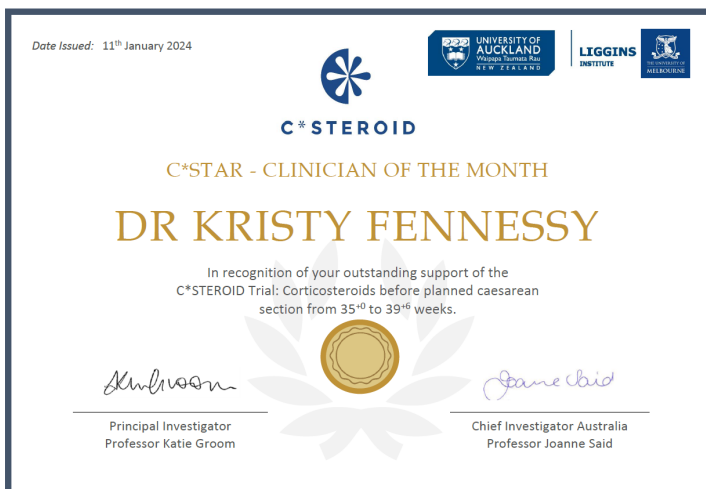 Date Issued: 11th January 2024
UNIVERSITY OF
AUCKLAND
Waipapa Taumata Rau
NEW ZEALAND
LIGGINS
INSTITUTE
THE UNIVERSITY OF
MELBOURNE
C*STEROID
C*STAR - CLINICIAN OF THE MONTH
DR KRISTY FENNESSY
In recognition of your outstanding support of the
C*STEROID Trial: Corticosteroids before planned caesarean
section from 35⁺⁰ to 39⁺⁶ weeks.
Joanne Said
Principal Investigator
Professor Katie Groom
Chief Investigator Australia
Professor Joanne Said